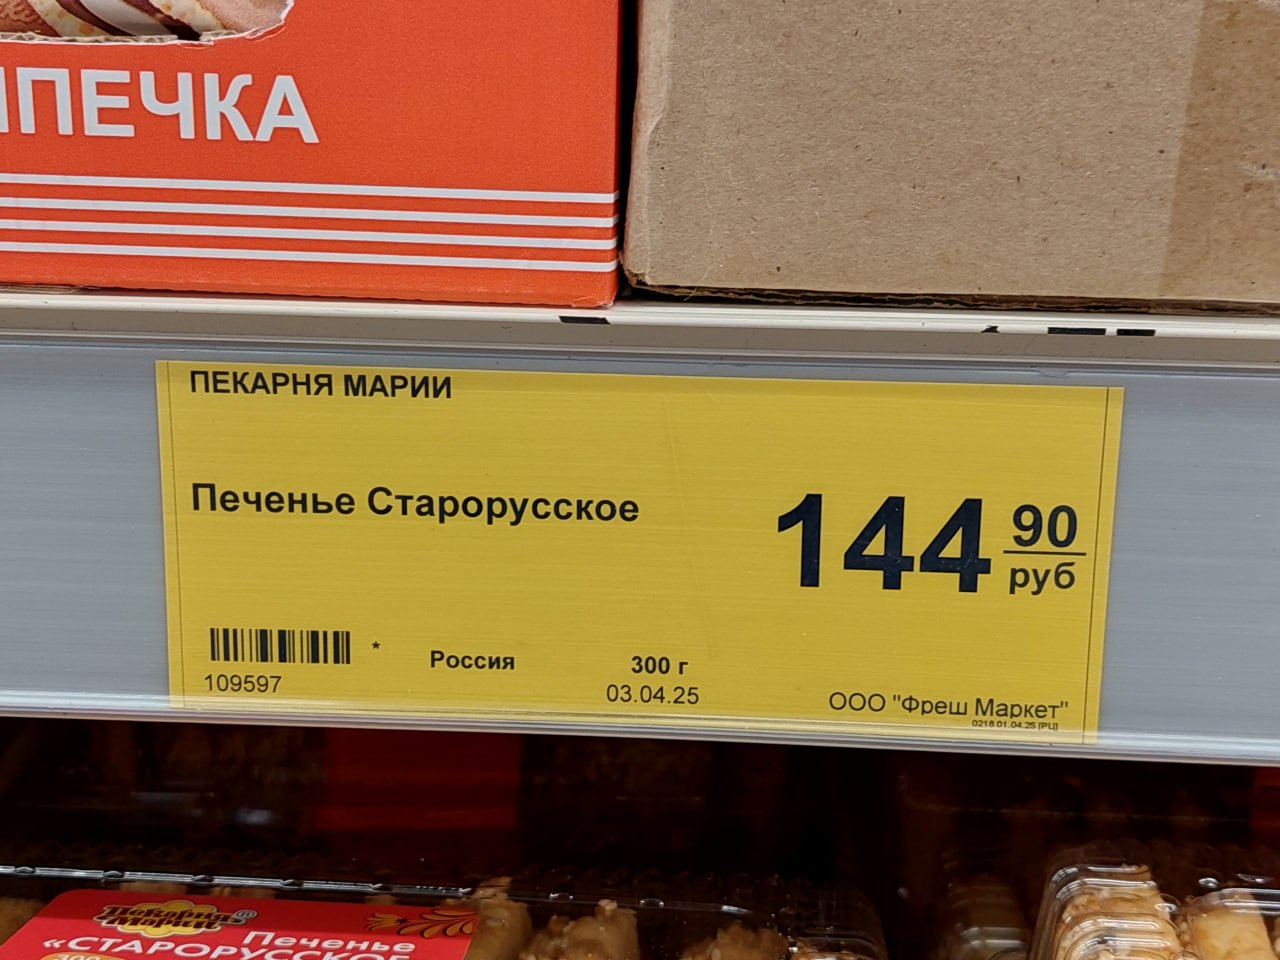 ПЕЧКА
ПЕКАРНЯ МАРИИ
Печенье Старорусское
144 90
руб
* Россия 300 г
109597 03.04.25
ООО "Фреш Маркет"
0218 01.04.25 [РЦ]
Пекарня Марии®
Печенье
«СТАРОРУССКОЕ